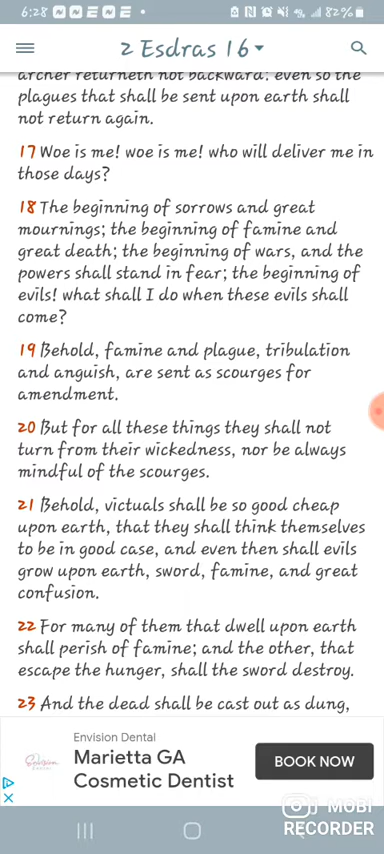 6:28 82%
2 Esdras 16
archer returneth not backward: even so the
plagues that shall be sent upon earth shall
not return again.
17 Woe is me! woe is me! who will deliver me in
those days?
18 The beginning of sorrows and great
mournings; the beginning of famine and
great death; the beginning of wars, and the
powers shall stand in fear; the beginning of
evils! what shall I do when these evils shall
come?
19 Behold, famine and plague, tribulation
and anguish, are sent as scourges for
amendment.
20 But for all these things they shall not
turn from their wickedness, nor be always
mindful of the scourges.
21 Behold, victuals shall be so good cheap
upon earth, that they shall think themselves
to be in good case, and even then shall evils
grow upon earth, sword, famine, and great
confusion.
22 For many of them that dwell upon earth
shall perish of famine; and the other, that
escape the hunger, shall the sword destroy.
23 And the dead shall be cast out as dung,
Envision Dental
Marietta GA
Cosmetic Dentist
BOOK NOW
MOBI
RECORDER